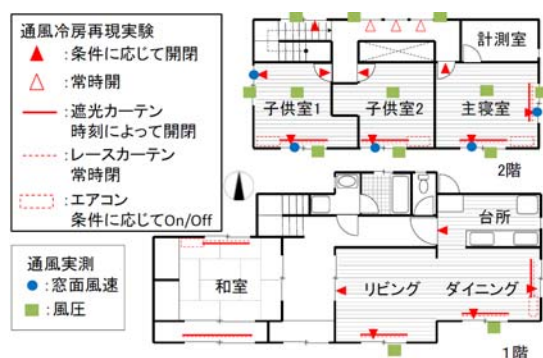 通風冷房再現実験
:条件に応じて開閉
:常時開
:遮光カーテン
時刻によって開閉
:レースカーテン
常時閉
:エアコン
条件に応じてOn/Off
通風実測
:窓面風速
:風圧
計測室
子供室1
子供室2
主寝室
2階
台所
和室
リビング
ダイニング
1階